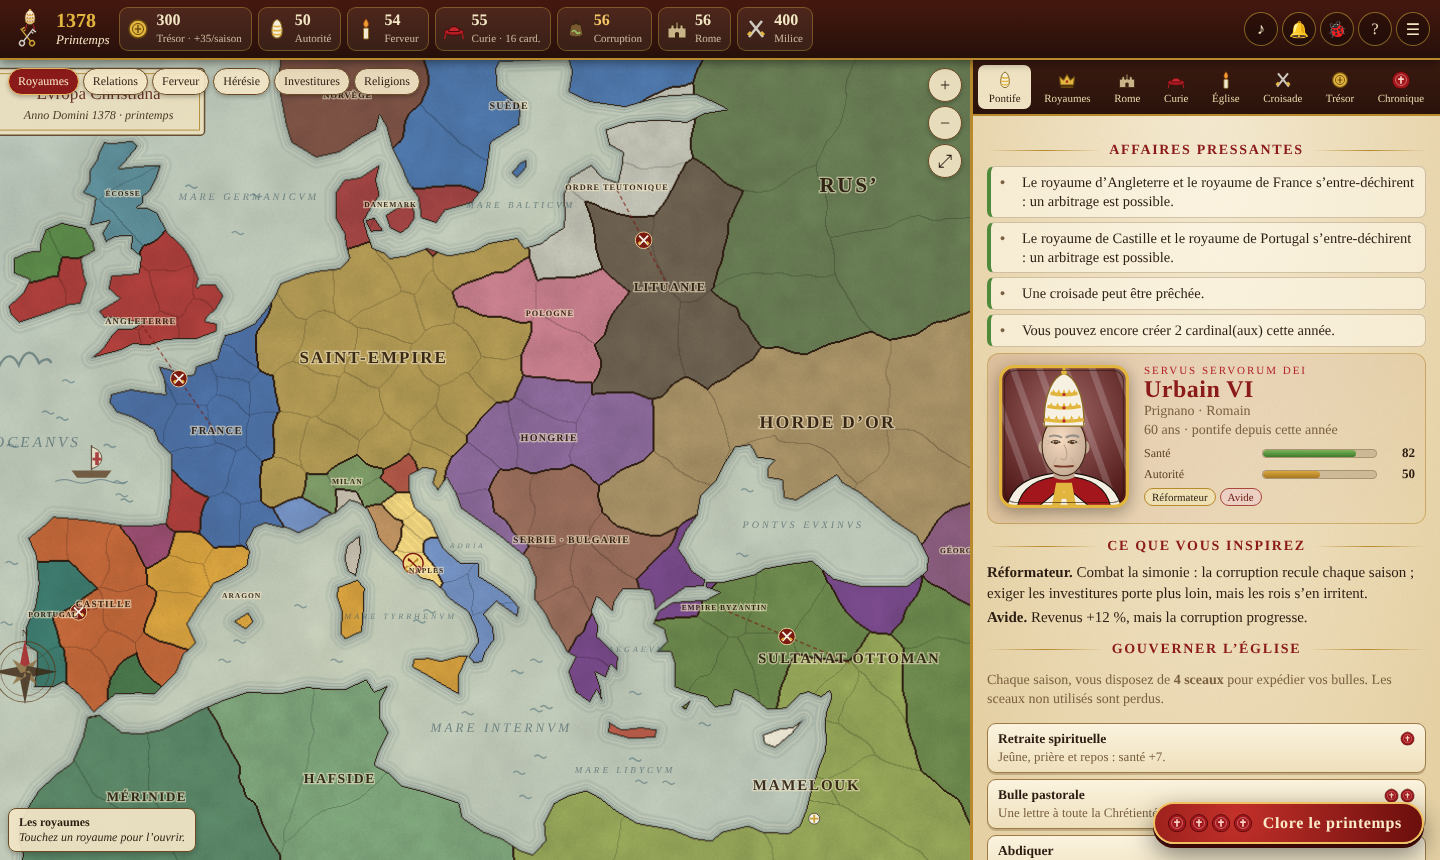 1378
Printemps
300
Trésor · +35/saison
50
Autorité
54
Ferveur
55
Curie · 16 card.
56
Corruption
56
Rome
400
Milice
?
Royaumes
Relations
Ferveur
Hérésie
Investitures
Religions
Evropa Christiana
Anno Domini 1378 · printemps
NORVÈGE
SUÈDE
ÉCOSSE
MARE GERMANICVM
DANEMARK
MARE BALTICVM
ORDRE TEUTONIQUE
RUS’
LITUANIE
ANGLETERRE
POLOGNE
SAINT-EMPIRE
FRANCE
HONGRIE
HORDE D’OR
OCEANVS
MILAN
SERBIE · BULGARIE
PONTVS EVXINVS
ADRIA
NAPLES
GÉORG
ARAGON
CASTILLE
PORTUGAL
MARE TYRRHENVM
EMPIRE BYZANTIN
SULTANAT OTTOMAN
N
MARE INTERNVM
MARE LIBYCVM
HAFSIDE
MAMELOUK
MÉRINIDE
Les royaumes
Touchez un royaume pour l’ouvrir.
Pontife
Royaumes
Rome
Curie
Église
Croisade
Trésor
Chronique
AFFAIRES PRESSANTES
• Le royaume d’Angleterre et le royaume de France s’entre-déchirent
: un arbitrage est possible.
• Le royaume de Castille et le royaume de Portugal s’entre-déchirent
: un arbitrage est possible.
• Une croisade peut être prêchée.
• Vous pouvez encore créer 2 cardinal(aux) cette année.
SERVUS SERVORUM DEI
Urbain VI
Prignano · Romain
60 ans · pontife depuis cette année
Santé 82
Autorité 50
Réformateur Avide
CE QUE VOUS INSPIREZ
Réformateur. Combat la simonie : la corruption recule chaque saison ;
exiger les investitures porte plus loin, mais les rois s’en irritent.
Avide. Revenus +12 %, mais la corruption progresse.
GOUVERNER L’ÉGLISE
Chaque saison, vous disposez de 4 sceaux pour expédier vos bulles. Les
sceaux non utilisés sont perdus.
Retraite spirituelle
Jeûne, prière et repos : santé +7.
Bulle pastorale
Une lettre à toute la Chrétienté
Abdiquer
Clore le printemps